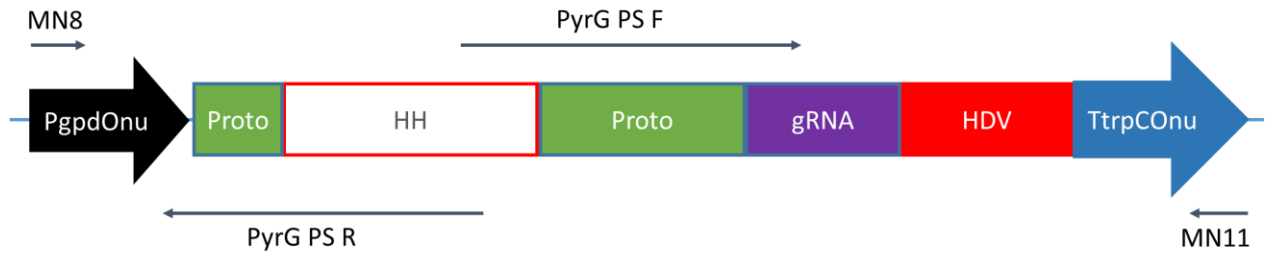 MN8
PyrG PS F
PgpdOnu
Proto
HH
Proto
gRNA
HDV
TtrpCOnu
PyrG PS R
MN11